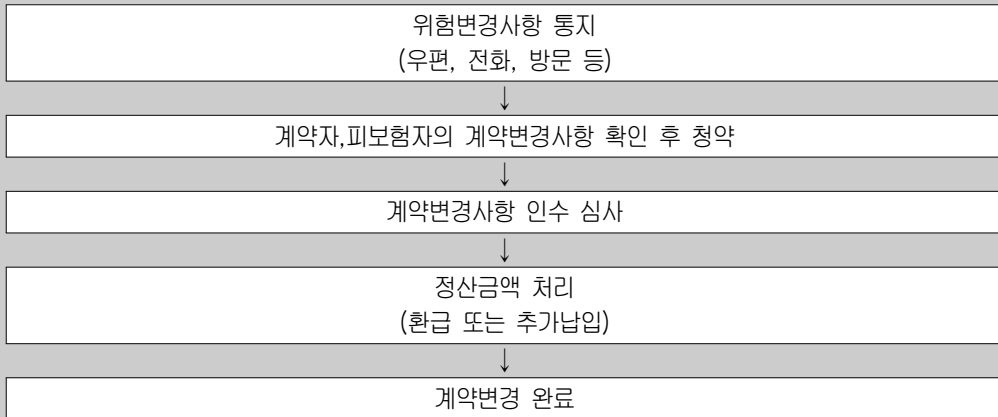 위험변경사항 통지
(우편, 전화, 방문 등)
↓
계약자,피보험자의 계약변경사항 확인 후 청약
↓
계약변경사항 인수 심사
↓
정산금액 처리
(환급 또는 추가납입)
↓
계약변경 완료